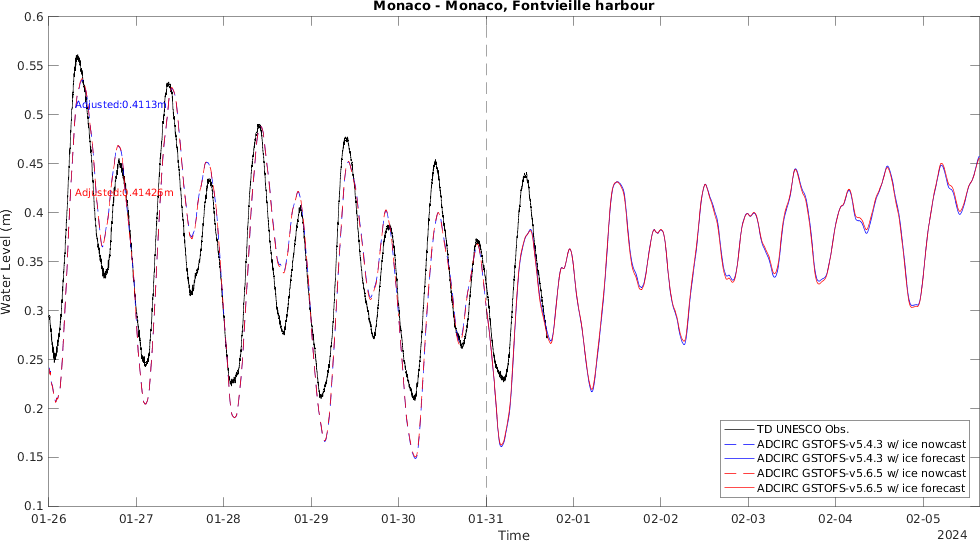 Monaco - Monaco, Fontvieille harbour
0.6
0.55
0.5
0.45
0.4
0.35
0.3
0.25
0.2
0.15
0.1
Water Level (m)
Adjusted:0.4113m
Adjusted:0.41425m
TD UNESCO Obs.
ADCIRC GSTOFS-v5.4.3 w/ ice nowcast
ADCIRC GSTOFS-v5.4.3 w/ ice forecast
ADCIRC GSTOFS-v5.6.5 w/ ice nowcast
ADCIRC GSTOFS-v5.6.5 w/ ice forecast
01-26 01-27 01-28 01-29 01-30 01-31 02-01 02-02 02-03 02-04 02-05
Time
2024